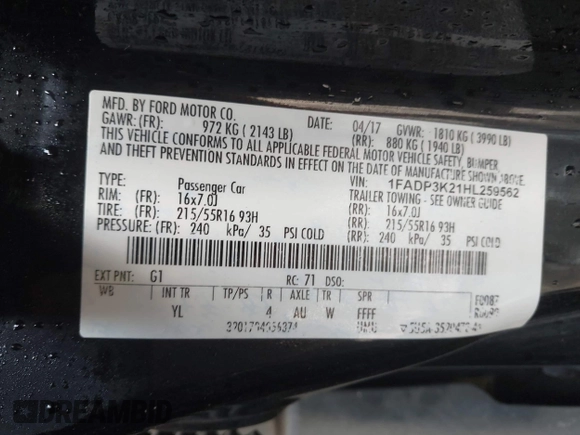 MFD. BY FORD MOTOR CO.
DATE: 04/17 GVWR: 1810 KG ( 3990 LB)
GAWR: (FR): 972 KG ( 2143 LB) (RR): 880 KG ( 1940 LB)
THIS VEHICLE CONFORMS TO ALL APPLICABLE FEDERAL MOTOR VEHICLE SAFETY, BUMPER
AND THEFT PREVENTION STANDARDS IN EFFECT ON THE DATE OF MANUFACTURE SHOWN ABOVE.
VIN: 1FADP3K21HL259562
TYPE: Passenger Car TRAILER TOWING - SEE OWNER GUIDE
RIM: (FR): 16x7.0J (RR): 16x7.0J
TIRE: (FR): 215/55R16 93H (RR): 215/55R16 93H
PRESSURE: (FR): 240 kPa/ 35 PSI COLD (RR): 240 kPa/ 35 PSI COLD
EXT PNT: G1 RC: 71 DSO:
WB INT TR TP/PS R AXLE TR SPR
YL 4 AU W FFFF
DREAMBID